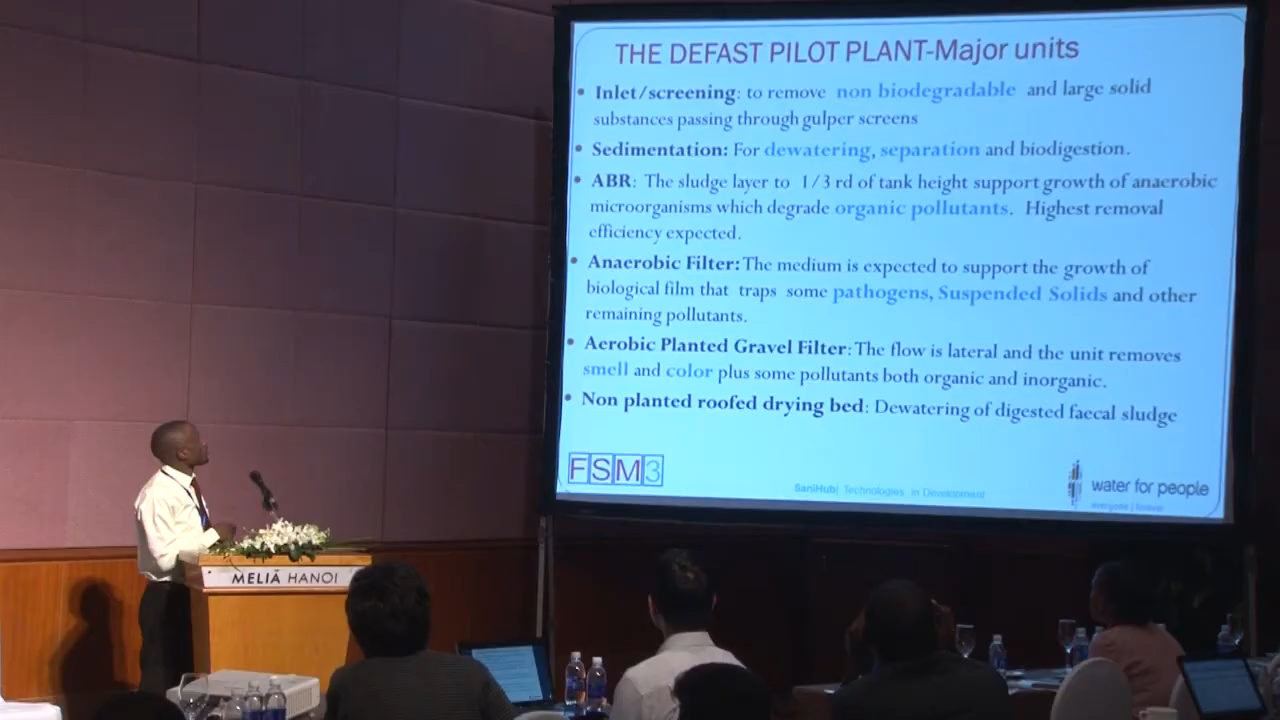 THE DEFAST PILOT PLANT-Major units
• Inlet/screening: to remove non biodegradable and large solid
substances passing through gulper screens
• Sedimentation: For dewatering, separation and biodigestion.
• ABR: The sludge layer to 1/3 rd of tank height support growth of anaerobic
microorganisms which degrade organic pollutants. Highest removal
efficiency expected.
• Anaerobic Filter: The medium is expected to support the growth of
biological film that traps some pathogens, Suspended Solids and other
remaining pollutants.
• Aerobic Planted Gravel Filter: The flow is lateral and the unit removes
smell and color plus some pollutants both organic and inorganic.
• Non planted roofed drying bed: Dewatering of digested faecal sludge
FSM3
SaniHub| Technologies in Development
water for people
everyone | forever
MELIÃ HANOI